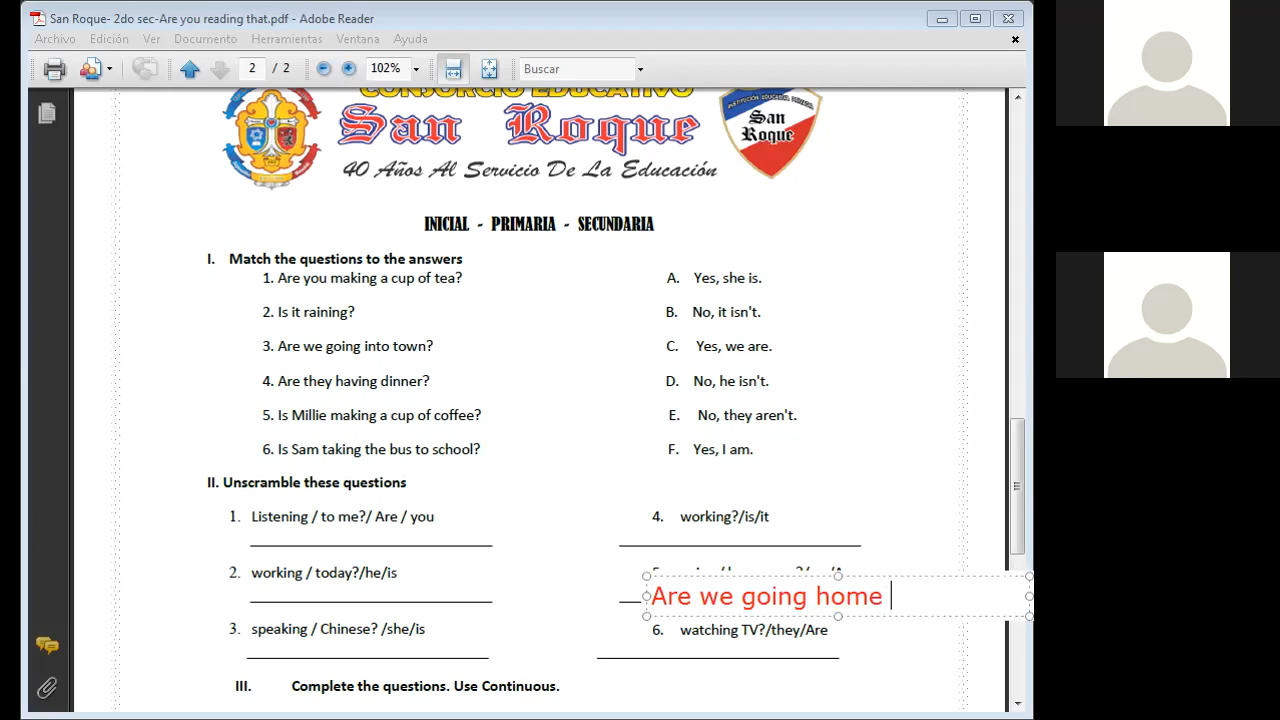 San Roque- 2do sec-Are you reading that.pdf - Adobe Reader
Archivo Edición Ver Documento Herramientas Ventana Ayuda
2 / 2 102% Buscar
CONSORCIO EDUCATIVO
San Roque
INSTITUCIÓN EDUCATIVA PRIVADA
San
Roque
40 Años Al Servicio De La Educación
INICIAL - PRIMARIA - SECUNDARIA
I. Match the questions to the answers
1. Are you making a cup of tea? A. Yes, she is.
2. Is it raining? B. No, it isn't.
3. Are we going into town? C. Yes, we are.
4. Are they having dinner? D. No, he isn't.
5. Is Millie making a cup of coffee? E. No, they aren't.
6. Is Sam taking the bus to school? F. Yes, I am.
II. Unscramble these questions
1. Listening / to me?/ Are / you 4. working?/is/it
2. working / today?/he/is
Are we going home
3. speaking / Chinese? /she/is 6. watching TV?/they/Are
III. Complete the questions. Use Continuous.